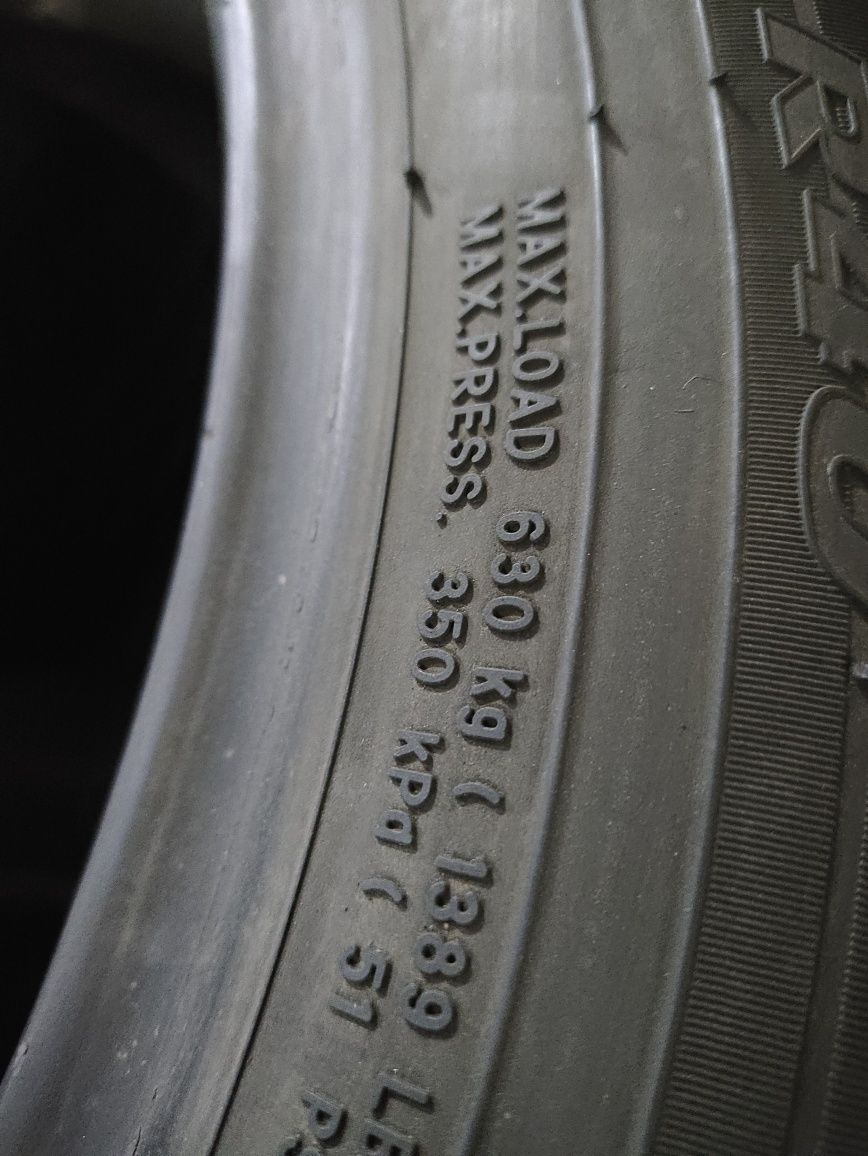 MAX.LOAD 630 kg ( 1389 L
MAX.PRESS. 350 kPa ( 51 P